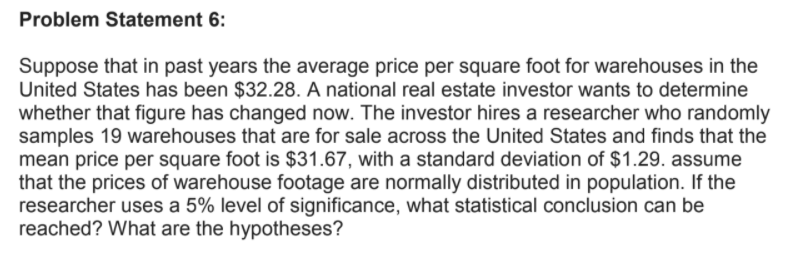 Problem Statement 6:
Suppose that in past years the average price per square foot for warehouses in the
United States has been $32.28. A national real estate investor wants to determine
whether that figure has changed now. The investor hires a researcher who randomly
samples 19 warehouses that are for sale across the United States and finds that the
mean price per square foot is $31.67, with a standard deviation of $1.29. assume
that the prices of warehouse footage are normally distributed in population. If the
researcher uses a 5% level of significance, what statistical conclusion can be
reached? What are the hypotheses?